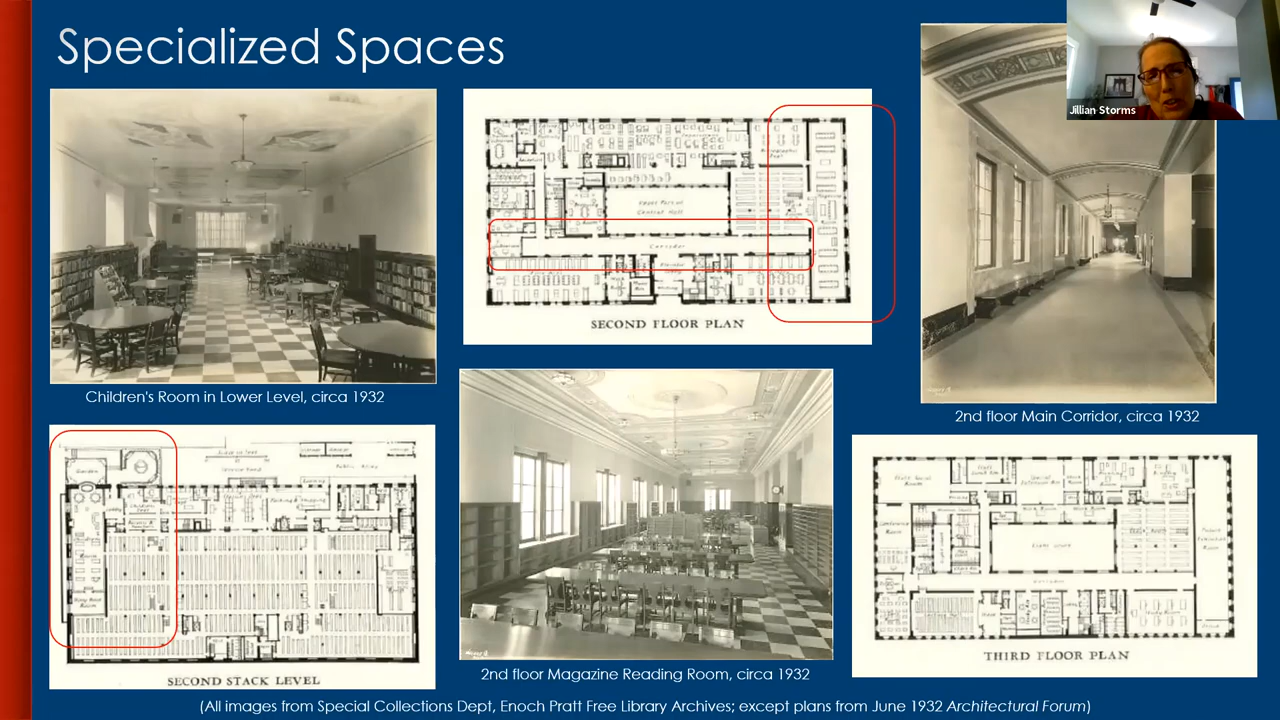 Specialized Spaces
Jillian Storms
Corridor
SECOND FLOOR PLAN
Children's Room in Lower Level, circa 1932
2nd floor Main Corridor, circa 1932
Garden
SECOND STACK LEVEL
2nd floor Magazine Reading Room, circa 1932
Corridor
THIRD FLOOR PLAN
(All images from Special Collections Dept, Enoch Pratt Free Library Archives; except plans from June 1932 Architectural Forum)